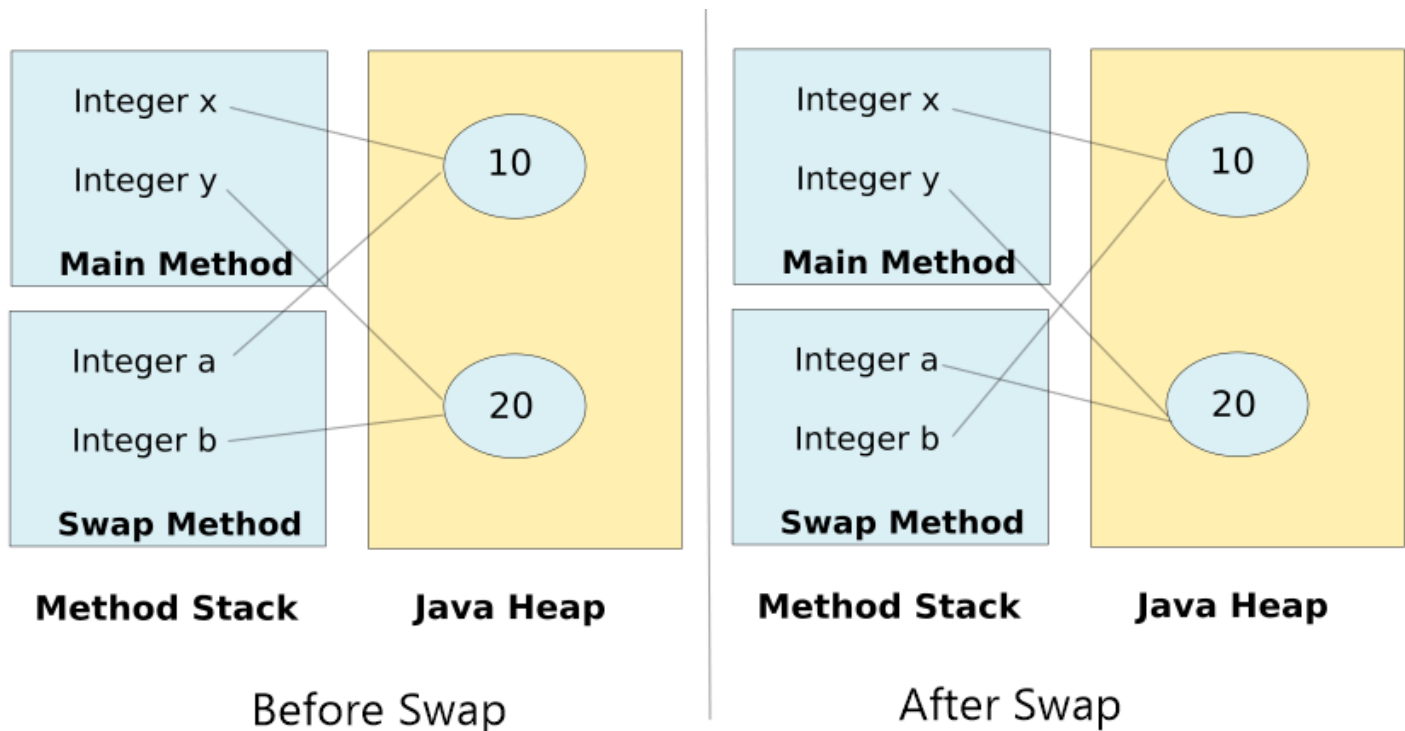 Integer x
Integer y
Main Method
Integer a
Integer b
Swap Method
10
20
Method Stack
Java Heap
Before Swap
Integer x
Integer y
Main Method
Integer a
Integer b
Swap Method
10
20
Method Stack
Java Heap
After Swap